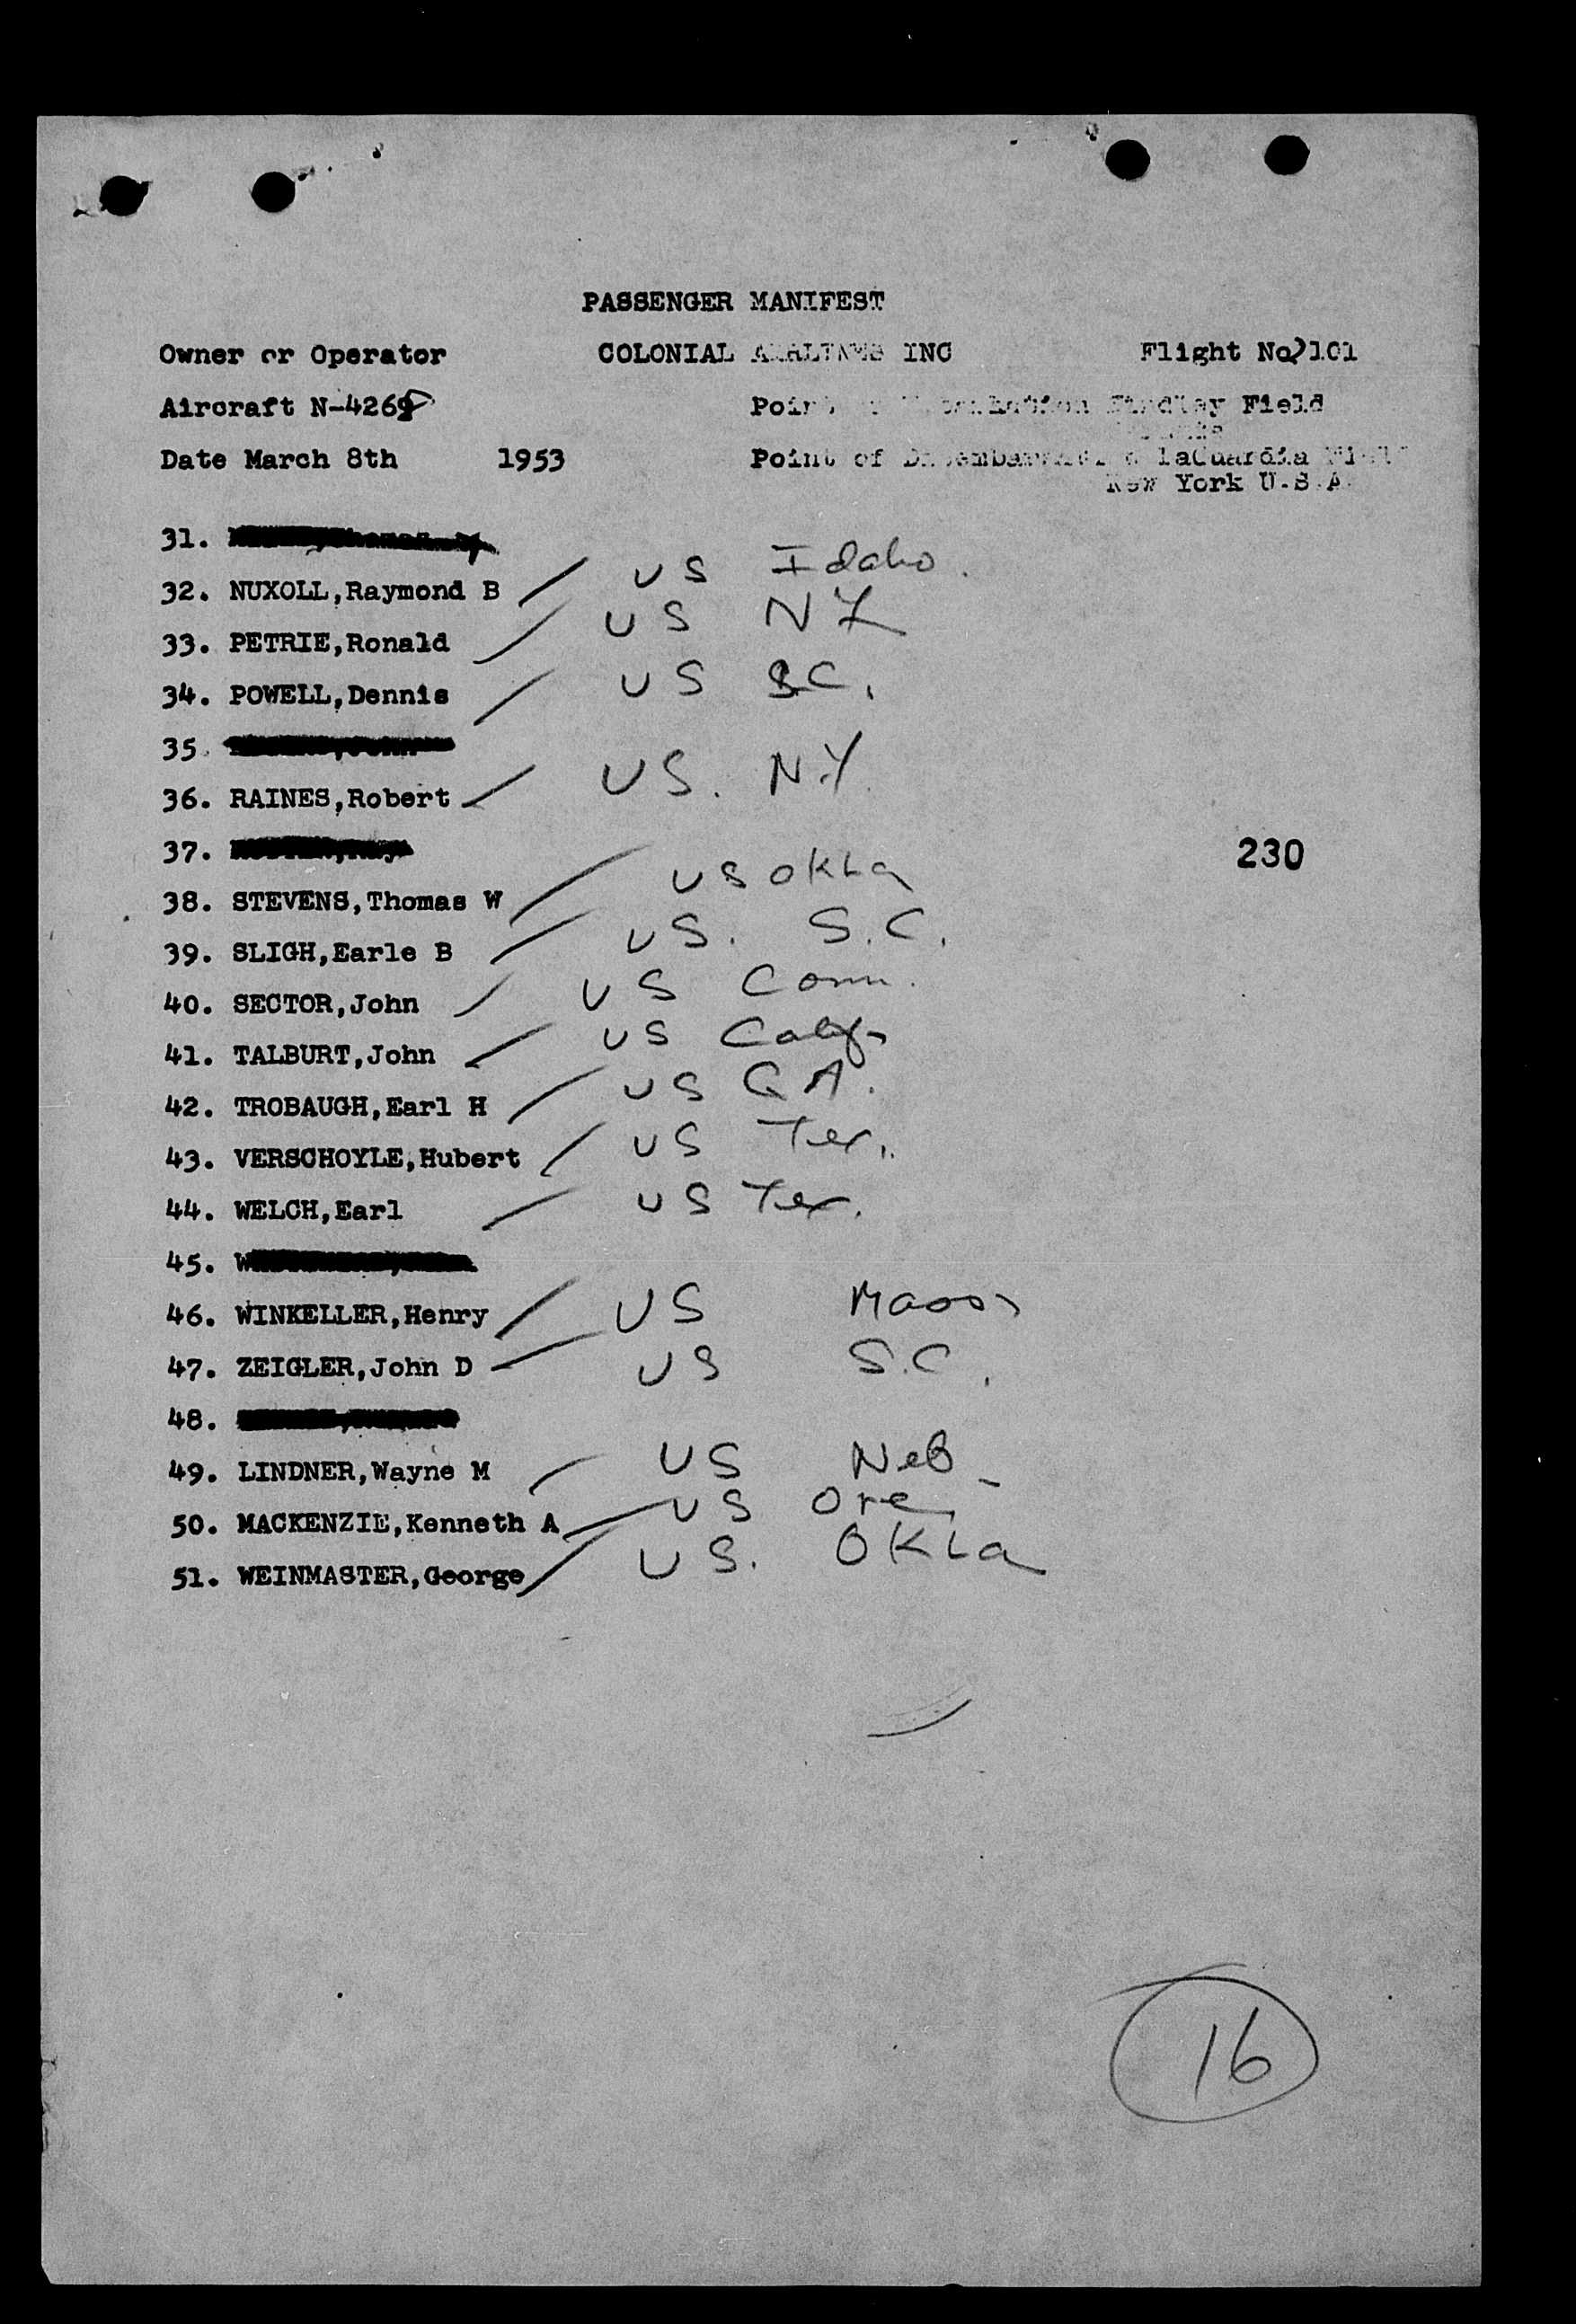 PASSENGER MANIFEST
Owner or Operator COLONIAL INC Flight No 101
Aircraft N-4269 Point Field
Date March 8th 1953 Point of laGuardia
New York U.S.A.
31.
32. NUXOLL,Raymond B US Idaho.
33. PETRIE,Ronald US NY
34. POWELL,Dennis US S.C.
35.
36. RAINES,Robert US. N.Y.
37.
230
38. STEVENS,Thomas W US OKLa
39. SLIGH,Earle B US. S.C.
40. SECTOR,John US Conn.
41. TALBURT,John US Calif
42. TROBAUGH,Earl H US GA.
43. VERSCHOYLE,Hubert US Tex.
44. WELCH,Earl US Tex.
45. W
46. WINKELLER,Henry US Mass
47. ZEIGLER,John D US S.C.
48.
49. LINDNER,Wayne M US Neb
50. MACKENZIE,Kenneth A US Ore
51. WEINMASTER,George US. OKLa
16